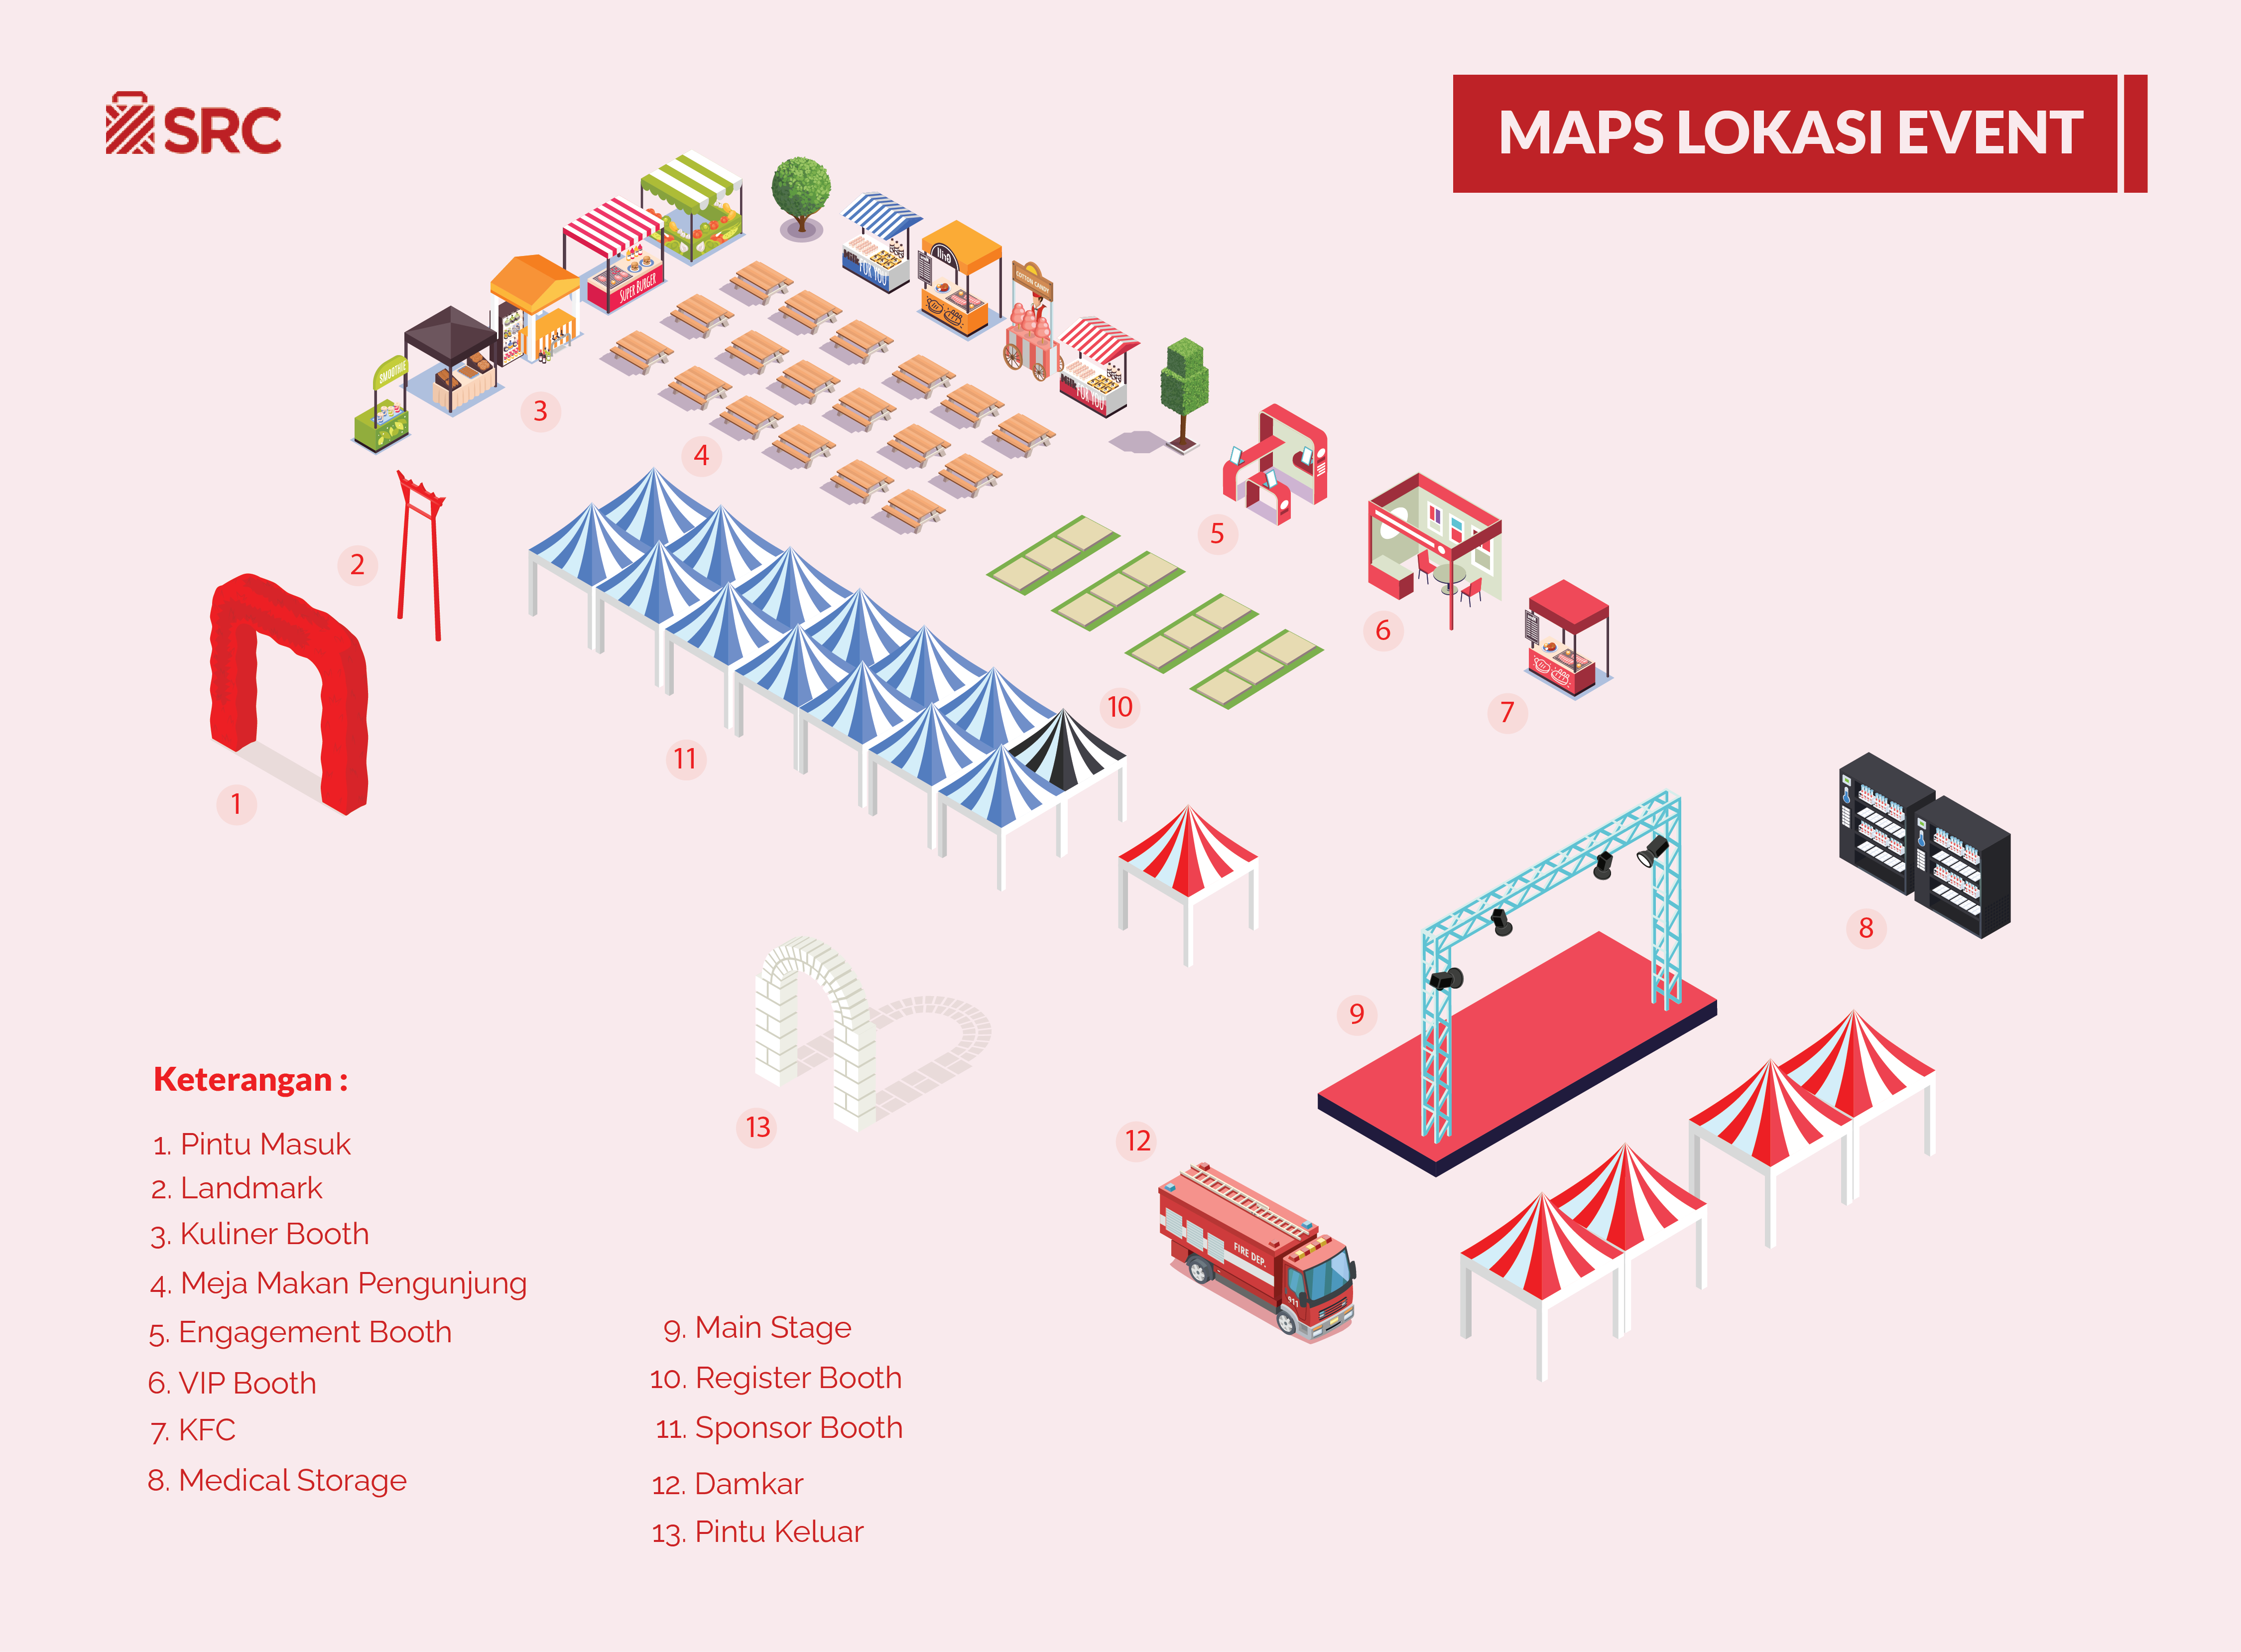 SRC
MAPS LOKASI EVENT
SMOOTHIE
SUPER BURGER
FOR YOU
COTTON CANDY
FOR YOU
3
4
2
5
6
7
10
11
1
8
9
12
13
FIRE DEP.
911
Keterangan :
1. Pintu Masuk
2. Landmark
3. Kuliner Booth
4. Meja Makan Pengunjung
5. Engagement Booth
6. VIP Booth
7. KFC
8. Medical Storage
9. Main Stage
10. Register Booth
11. Sponsor Booth
12. Damkar
13. Pintu Keluar